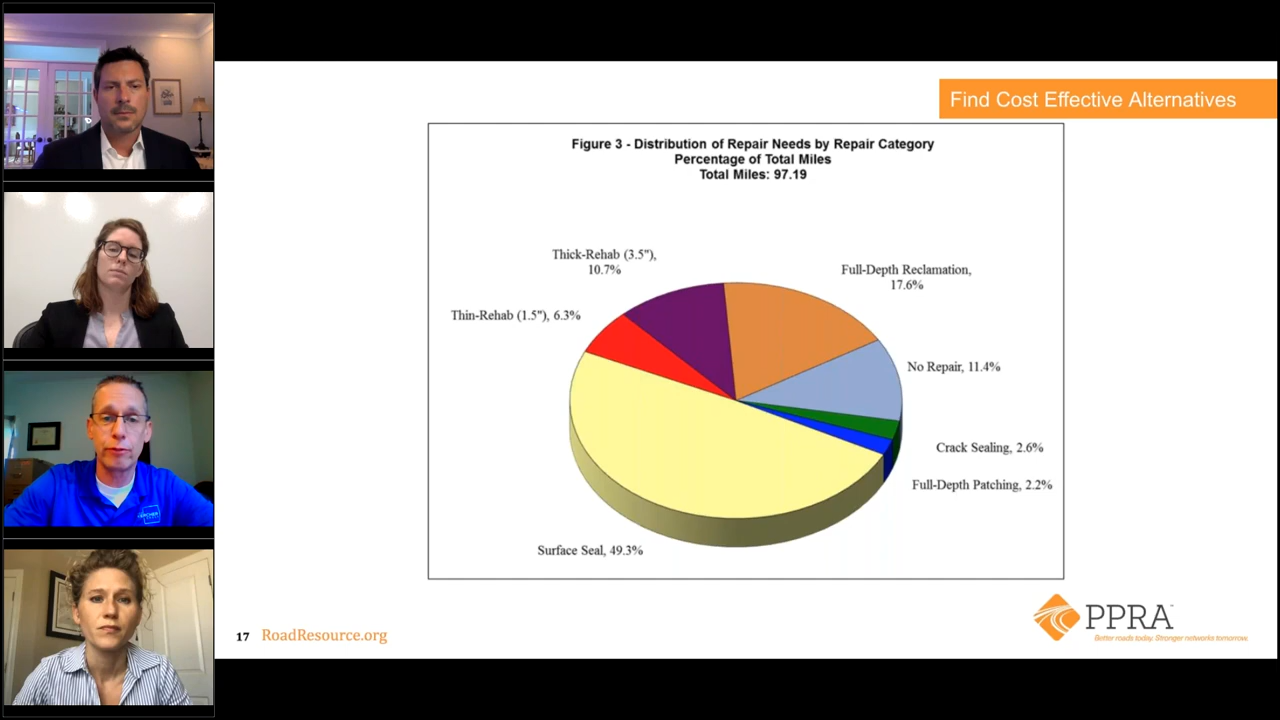 Find Cost Effective Alternatives
Figure 3 - Distribution of Repair Needs by Repair Category
Percentage of Total Miles
Total Miles: 97.19
Thick-Rehab (3.5"),
10.7%
Full-Depth Reclamation,
17.6%
Thin-Rehab (1.5"), 6.3%
No Repair, 11.4%
Crack Sealing, 2.6%
Full-Depth Patching, 2.2%
Surface Seal, 49.3%
17 RoadResource.org
PPRA
Better roads today. Stronger networks tomorrow.